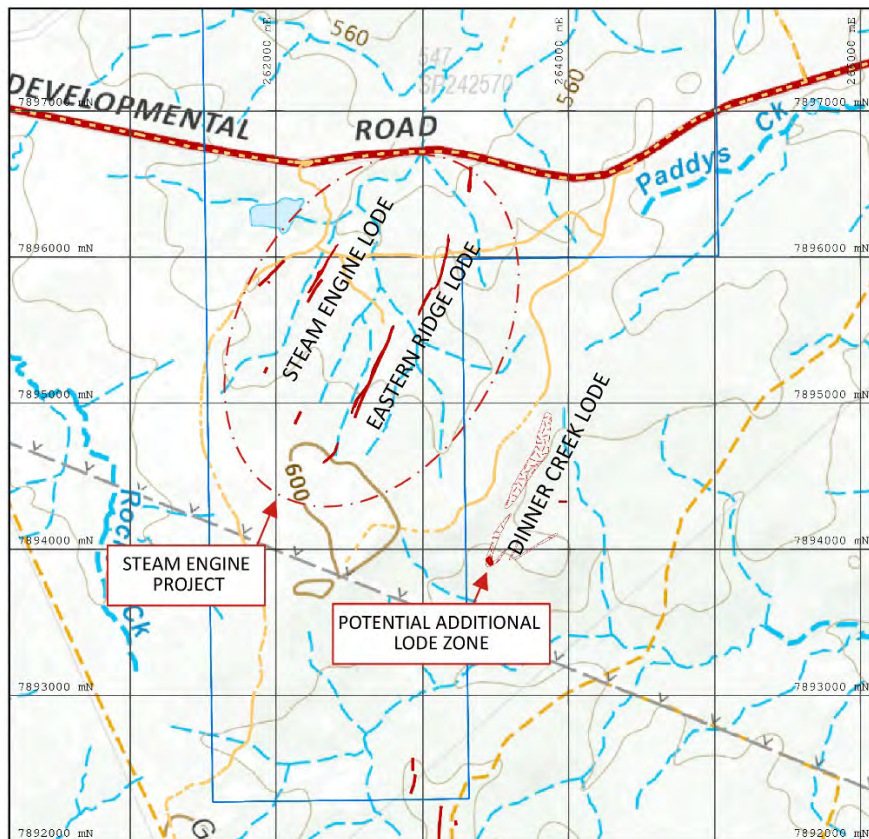 560
262000 mE
264000 mE
265000 mE
547
SP242570
560
DEVELOPMENTAL ROAD
7897000 mN
7897000 mN
Paddys Ck
7896000 mN
7896000 mN
STEAM ENGINE LODE
EASTERN RIDGE LODE
7895000 mN
7895000 mN
DINNER CREEK LODE
600
7894000 mN
7894000 mN
STEAM ENGINE
PROJECT
POTENTIAL ADDITIONAL
LODE ZONE
7893000 mN
7893000 mN
7892000 mN
7892000 mN
G